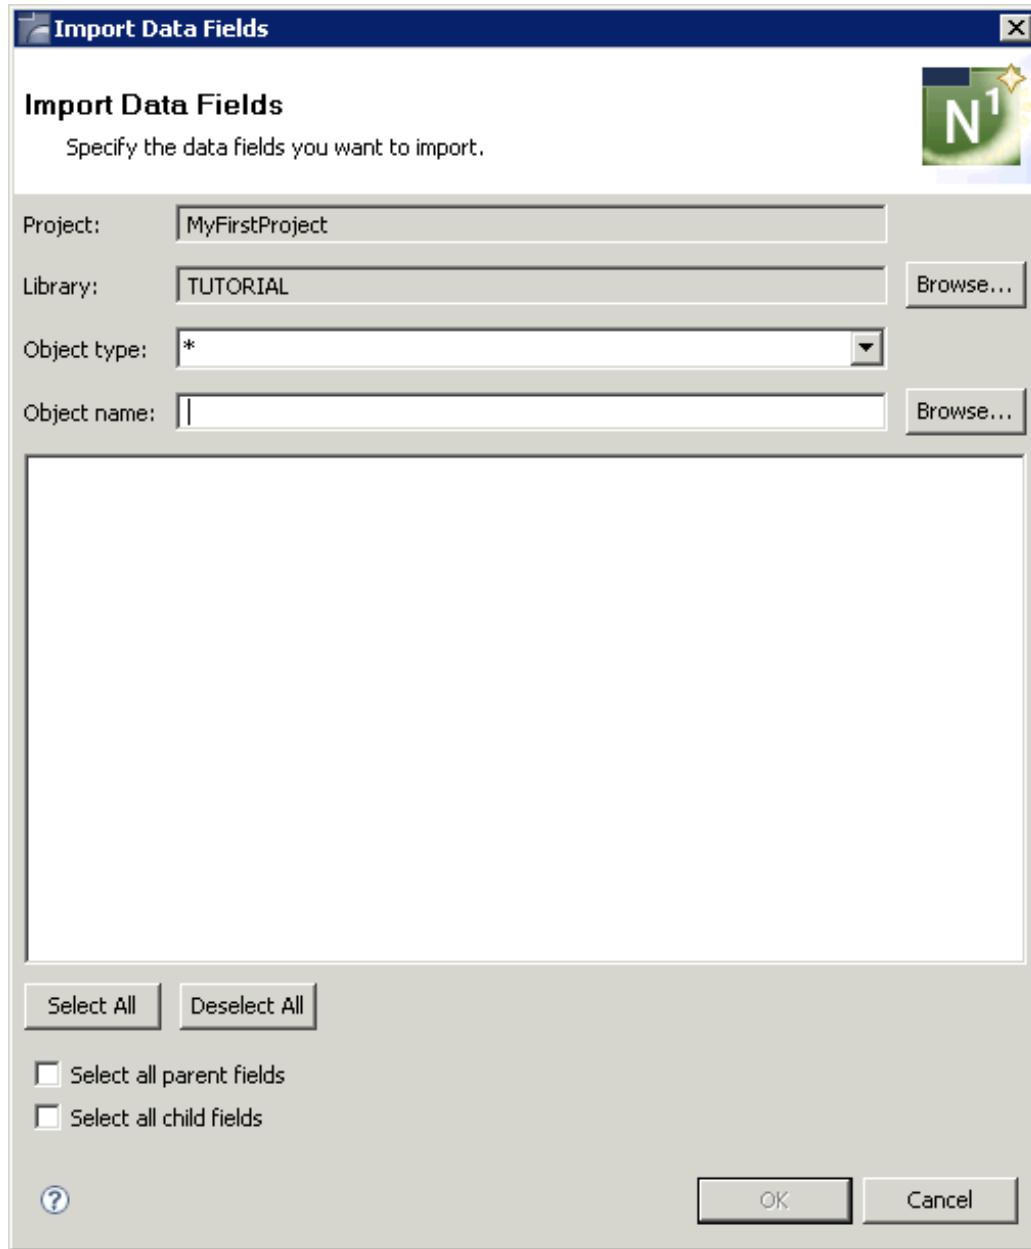 Import Data Fields
Import Data Fields
Specify the data fields you want to import.
N1
Project: MyFirstProject
Library: TUTORIAL Browse...
Object type: *
Object name: Browse...
Select All Deselect All
Select all parent fields
Select all child fields
? OK Cancel